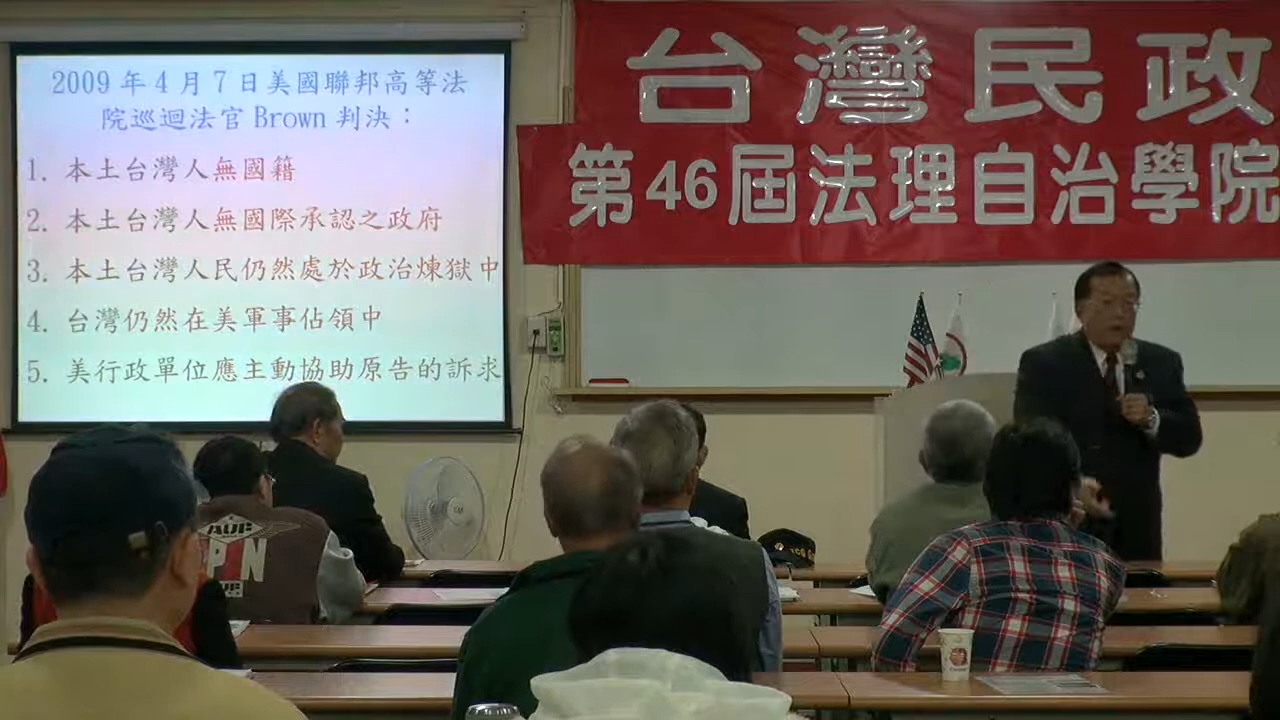 2009 年 4 月 7 日美國聯邦高等法
院巡迴法官 Brown 判決：
1. 本土台灣人無國籍
2. 本土台灣人無國際承認之政府
3. 本土台灣人民仍然處於政治煉獄中
4. 台灣仍然在美軍事佔領中
5. 美行政單位應主動協助原告的訴求
台灣民政
第46屆法理自治學院